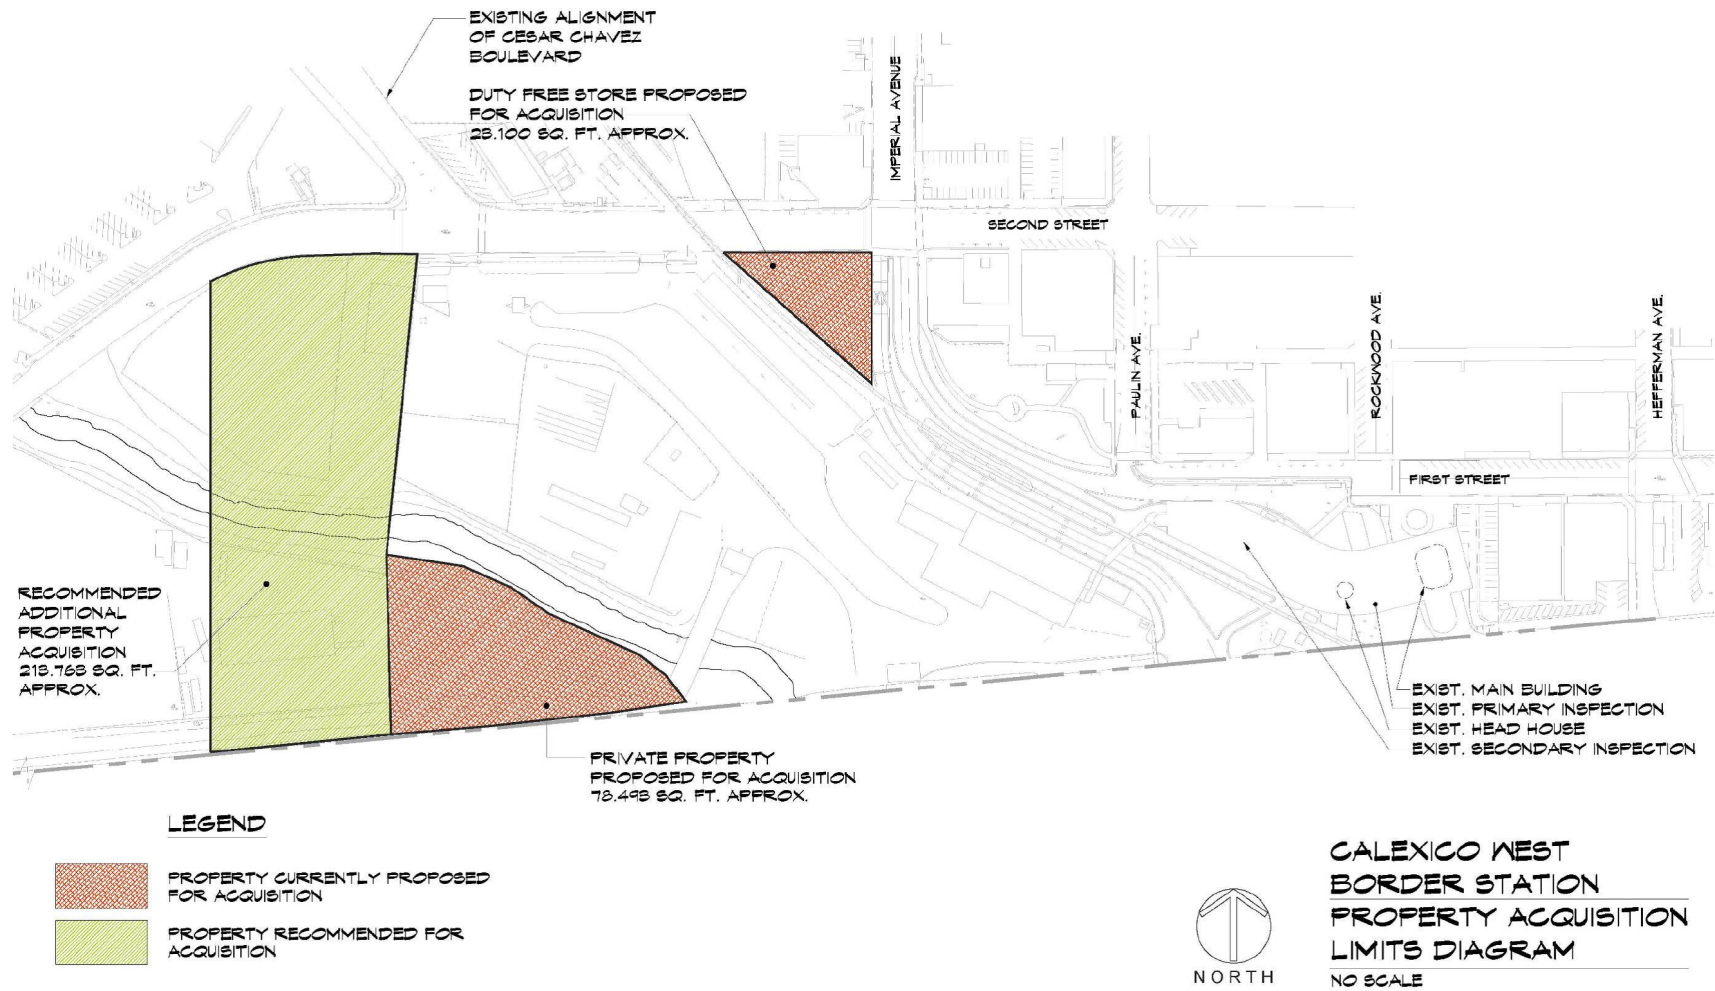 EXISTING ALIGNMENT
OF CESAR CHAVEZ
BOULEVARD
DUTY FREE STORE PROPOSED
FOR ACQUISITION
23,100 SQ. FT. APPROX.
IMPERIAL AVENUE
SECOND STREET
PAULIN AVE.
ROCKWOOD AVE.
HEFFERMAN AVE.
FIRST STREET
RECOMMENDED
ADDITIONAL
PROPERTY
ACQUISITION
213,763 SQ. FT.
APPROX.
EXIST. MAIN BUILDING
EXIST. PRIMARY INSPECTION
EXIST. HEAD HOUSE
EXIST. SECONDARY INSPECTION
PRIVATE PROPERTY
PROPOSED FOR ACQUISITION
73,493 SQ. FT. APPROX.
LEGEND
PROPERTY CURRENTLY PROPOSED
FOR ACQUISITION
PROPERTY RECOMMENDED FOR
ACQUISITION
NORTH
CALEXICO WEST
BORDER STATION
PROPERTY ACQUISITION
LIMITS DIAGRAM
NO SCALE